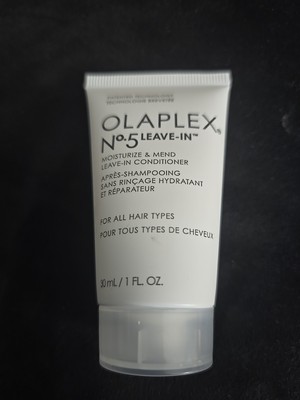 OLAPLEX®
Nº.5 LEAVE-IN™
MOISTURIZE & MEND
LEAVE-IN CONDITIONER
APRÈS-SHAMPOOING
SANS RINÇAGE HYDRATANT
ET RÉPARATEUR
FOR ALL HAIR TYPES
POUR TOUS TYPES DE CHEVEUX
30 mL / 1 FL. OZ.